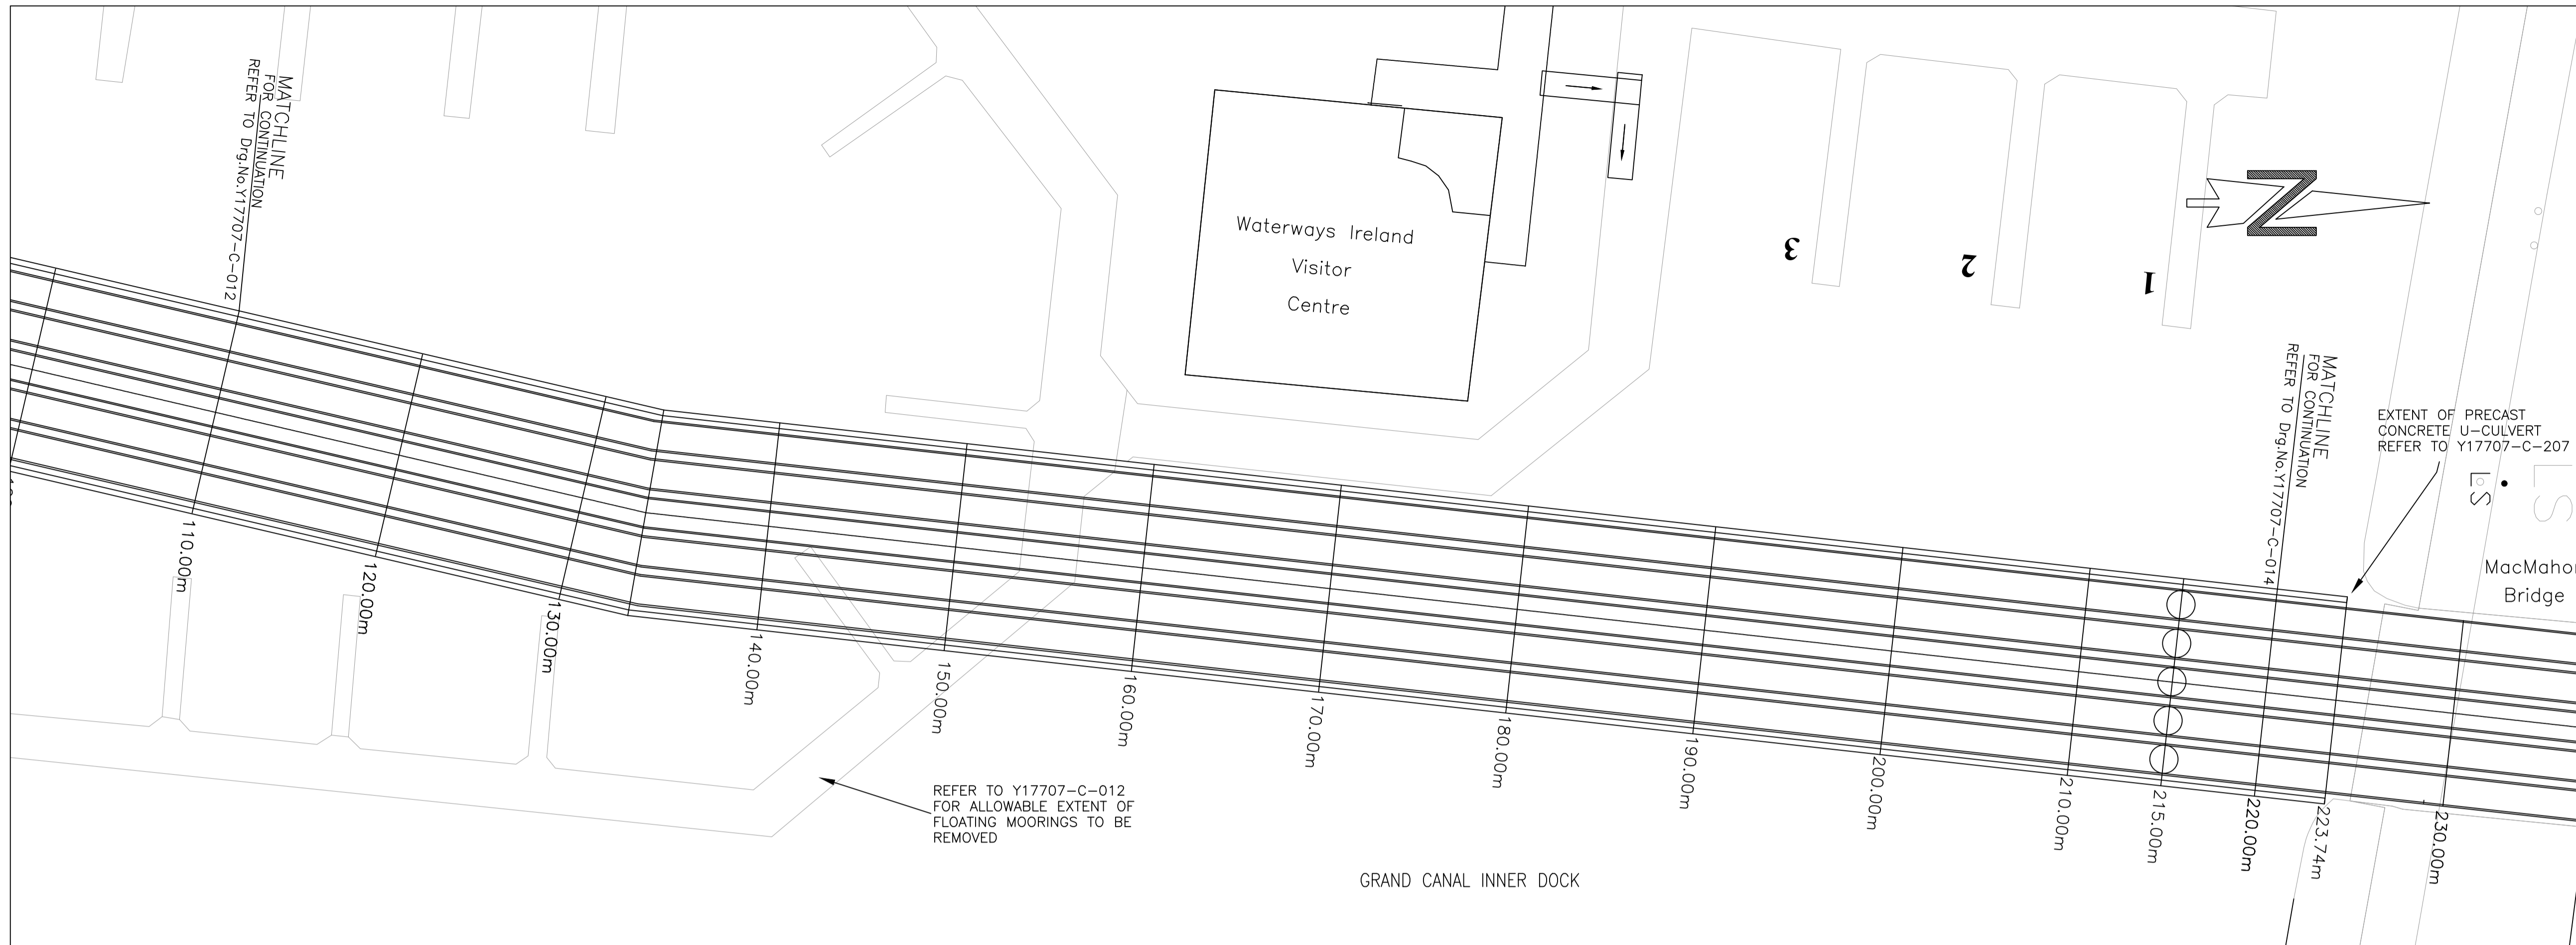 MATCHLINE
FOR CONTINUATION
REFER TO Drg.No.Y17707-C-012
Waterways Ireland
Visitor
Centre
3
2
1
N
MATCHLINE
FOR CONTINUATION
REFER TO Drg.No.Y17707-C-014
EXTENT OF PRECAST
CONCRETE U-CULVERT
REFER TO Y17707-C-207
LS
LS
MacMahon
Bridge
110.00m
120.00m
130.00m
140.00m
150.00m
160.00m
170.00m
180.00m
190.00m
200.00m
210.00m
215.00m
220.00m
223.74m
230.00m
REFER TO Y17707-C-012
FOR ALLOWABLE EXTENT OF
FLOATING MOORINGS TO BE
REMOVED
GRAND CANAL INNER DOCK